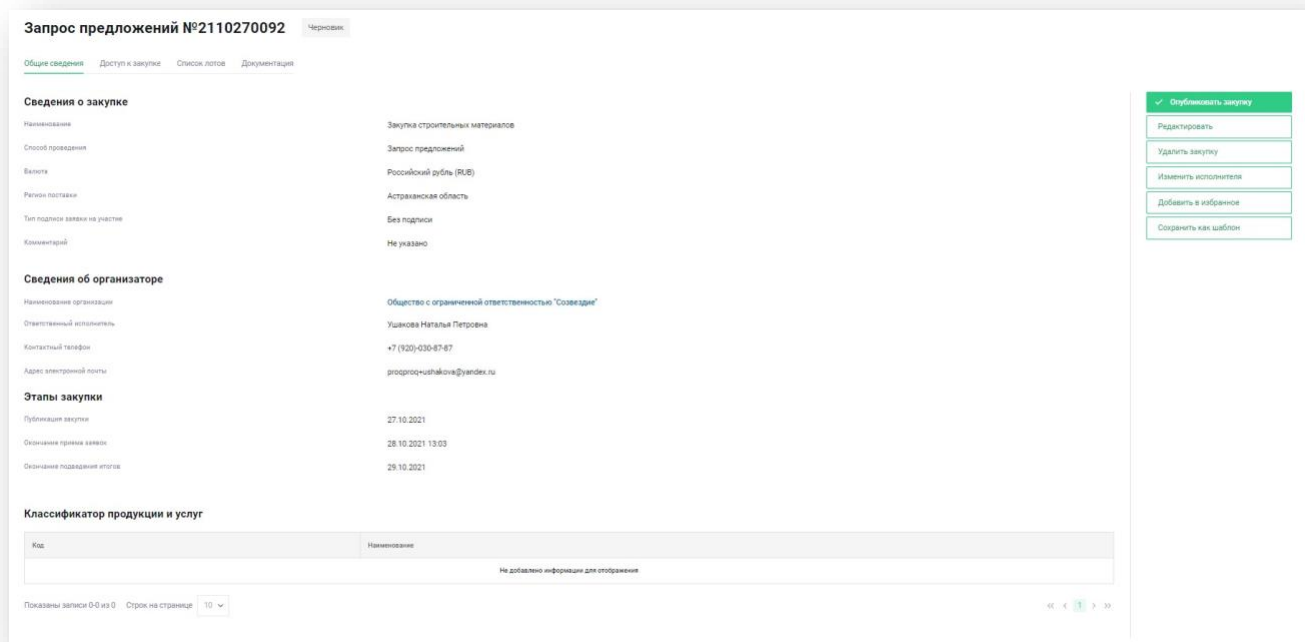 Запрос предложений №2110270092 Черновик
Общие сведения Доступ к закупке Список лотов Документация
Сведения о закупке
Наименование Закупка строительных материалов
Способ проведения Запрос предложений
Валюта Российский рубль (RUB)
Регион поставки Астраханская область
Тип подписи заявки на участие Без подписи
Комментарий Не указано
Сведения об организаторе
Наименование организации Общество с ограниченной ответственностью "Созвездие"
Ответственный исполнитель Ушакова Наталья Петровна
Контактный телефон +7 (920)-030-87-87
Адрес электронной почты proqproq+ushakova@yandex.ru
Этапы закупки
Публикация закупки 27.10.2021
Окончание приема заявок 28.10.2021 13:03
Окончание подведения итогов 29.10.2021
Классификатор продукции и услуг
Код Наименование
Не добавлено информации для отображения
Показаны записи 0-0 из 0 Строк на странице 10
« < 1 > »
Опубликовать закупку
Редактировать
Удалить закупку
Изменить исполнителя
Добавить в избранное
Сохранить как шаблон